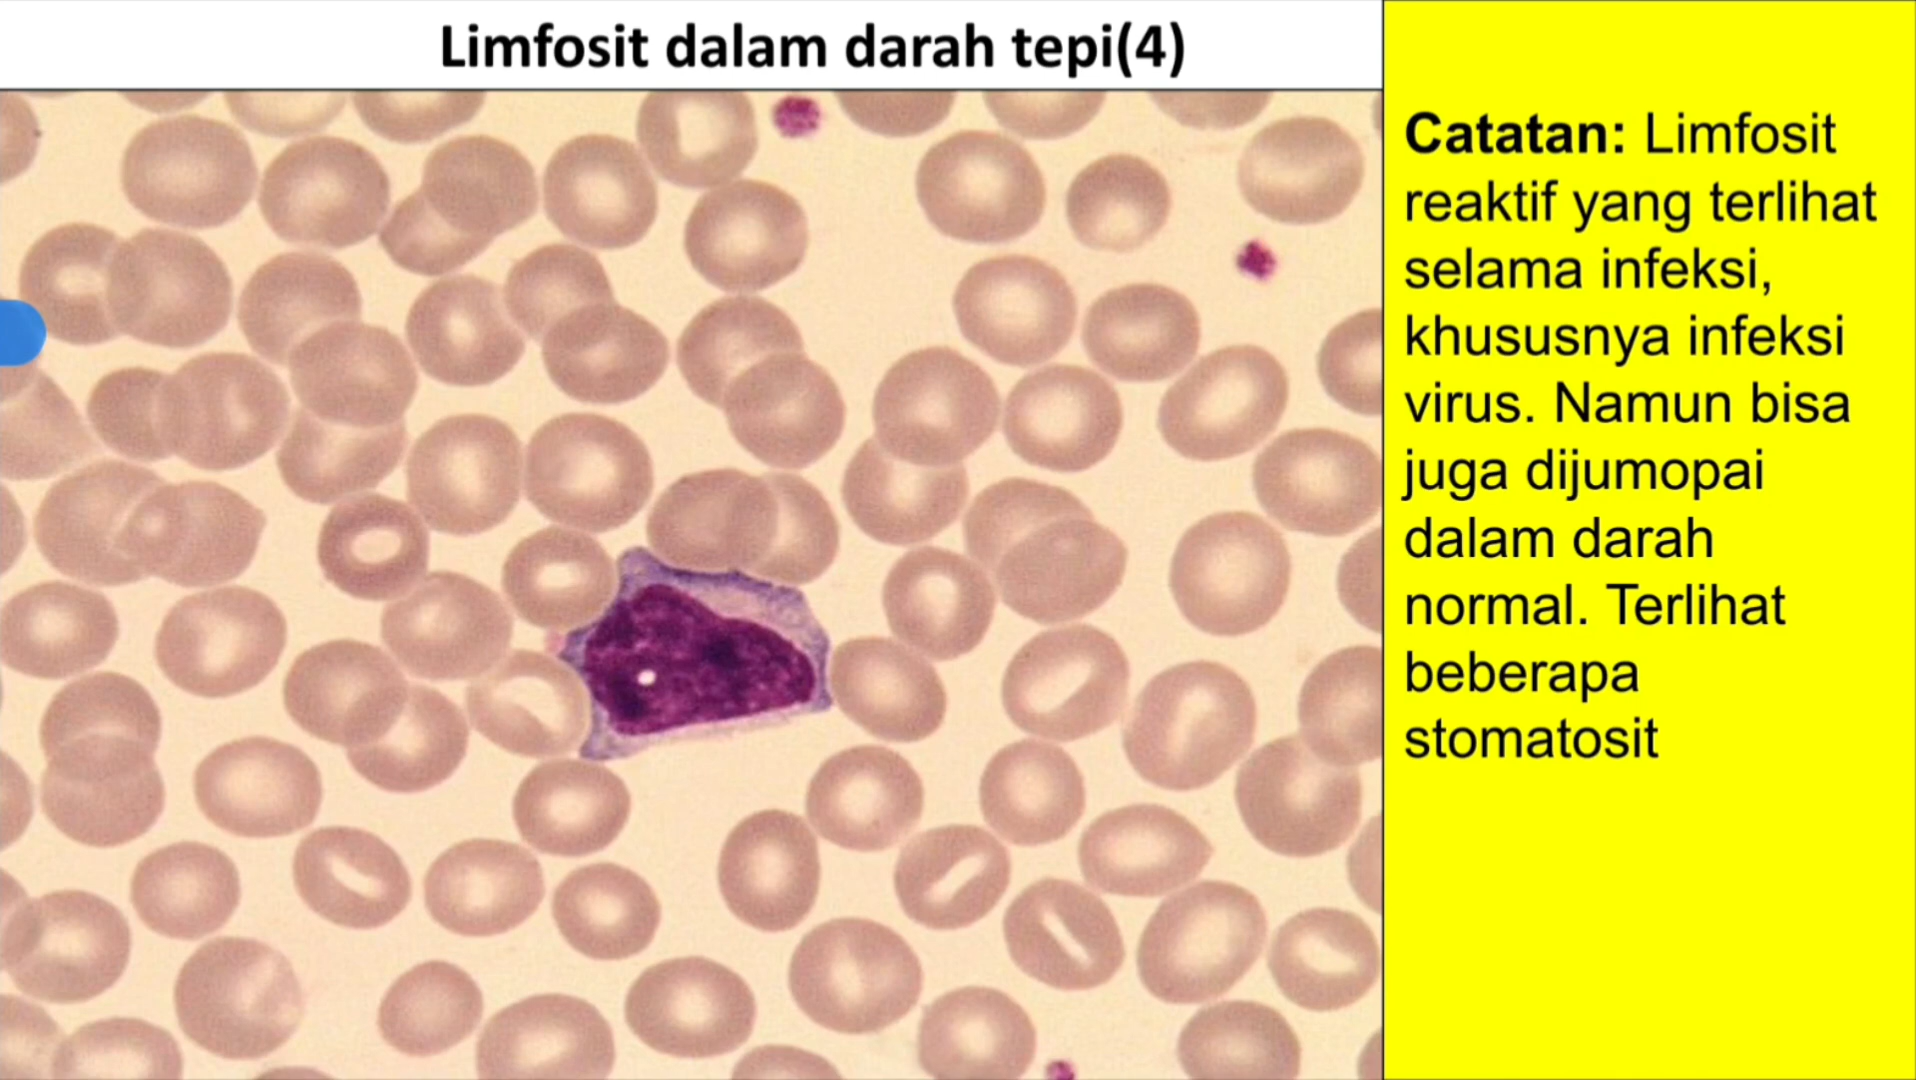 Limfosit dalam darah tepi(4)
Catatan: Limfosit
reaktif yang terlihat
selama infeksi,
khususnya infeksi
virus. Namun bisa
juga dijumopai
dalam darah
normal. Terlihat
beberapa
stomatosit